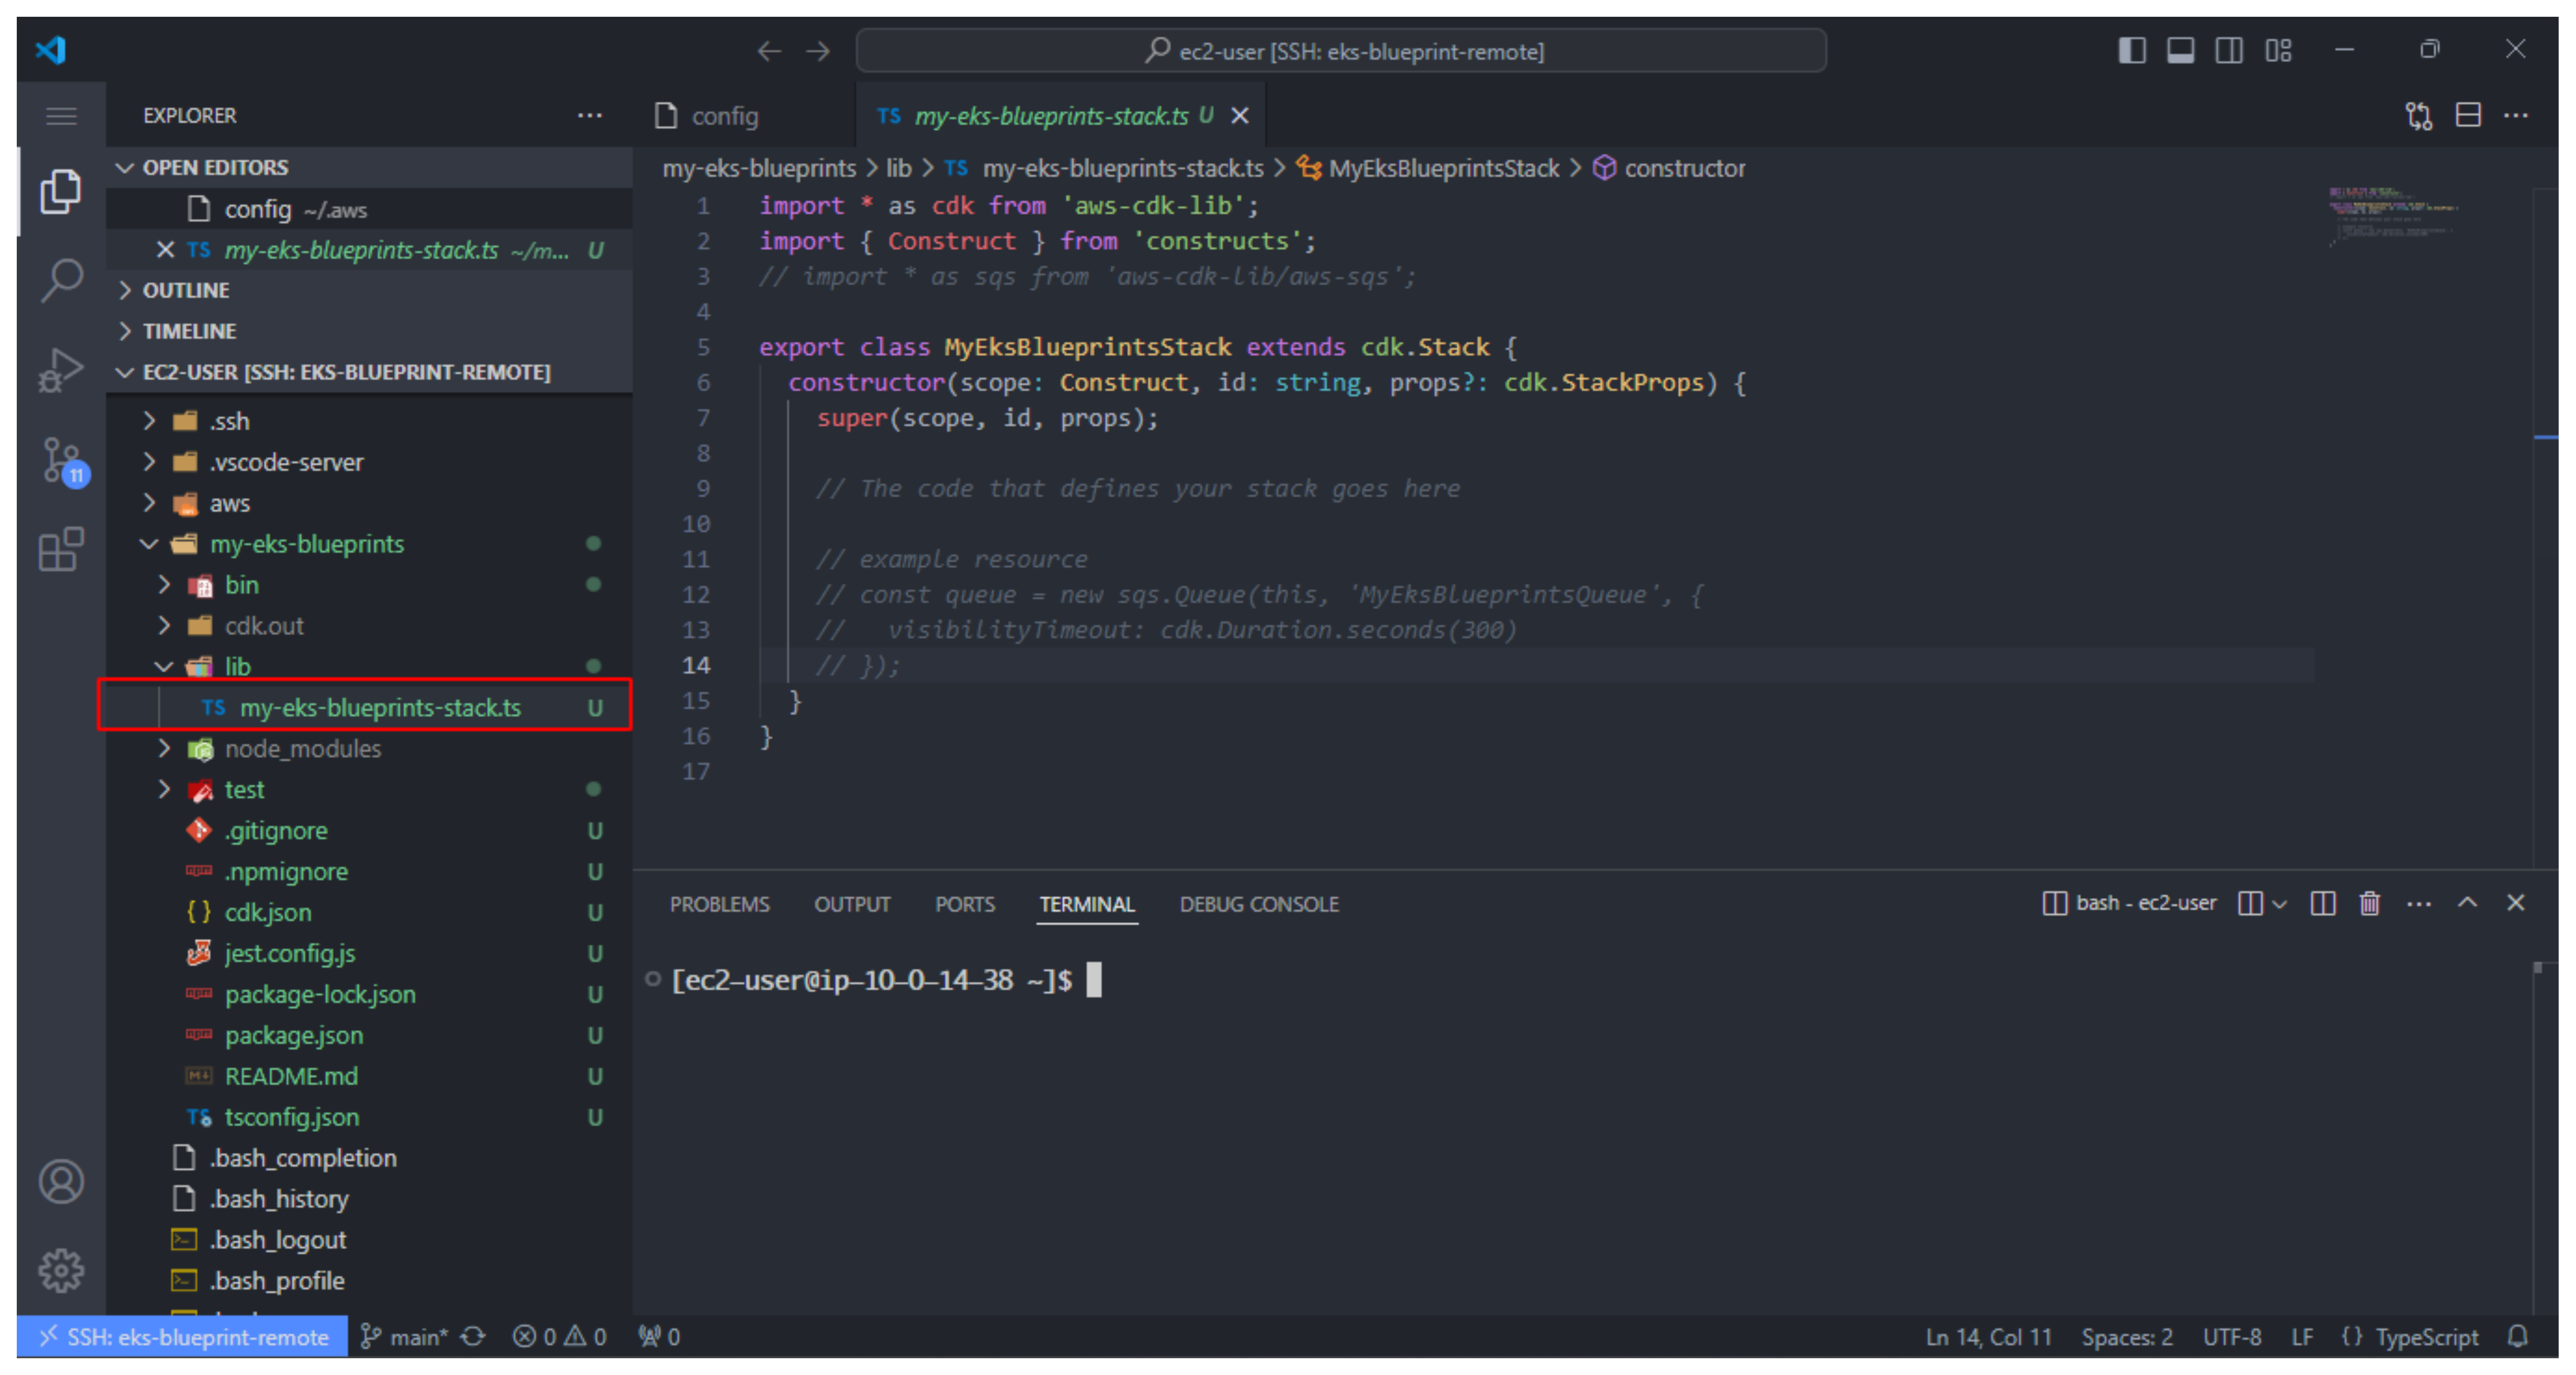 ec2-user [SSH: eks-blueprint-remote]
EXPLORER
OPEN EDITORS
config ~/.aws
TS my-eks-blueprints-stack.ts ~/m... U
OUTLINE
TIMELINE
EC2-USER [SSH: EKS-BLUEPRINT-REMOTE]
.ssh
.vscode-server
aws
my-eks-blueprints
bin
cdk.out
lib
TS my-eks-blueprints-stack.ts U
node_modules
test
.gitignore U
.npmignore U
{ } cdk.json U
jest.config.js U
package-lock.json U
package.json U
README.md U
TS tsconfig.json U
.bash_completion
.bash_history
.bash_logout
.bash_profile
11
config
TS my-eks-blueprints-stack.ts U
my-eks-blueprints > lib > TS my-eks-blueprints-stack.ts > MyEksBlueprintsStack > constructor
1 import * as cdk from 'aws-cdk-lib';
2 import { Construct } from 'constructs';
3 // import * as sqs from 'aws-cdk-lib/aws-sqs';
4
5 export class MyEksBlueprintsStack extends cdk.Stack {
6 constructor(scope: Construct, id: string, props?: cdk.StackProps) {
7 super(scope, id, props);
8
9 // The code that defines your stack goes here
10
11 // example resource
12 // const queue = new sqs.Queue(this, 'MyEksBlueprintsQueue', {
13 // visibilityTimeout: cdk.Duration.seconds(300)
14 // });
15 }
16 }
17
PROBLEMS OUTPUT PORTS TERMINAL DEBUG CONSOLE
bash - ec2-user
[ec2-user@ip-10-0-14-38 ~]$
SSH: eks-blueprint-remote main* 0 0 0
Ln 14, Col 11 Spaces: 2 UTF-8 LF {} TypeScript